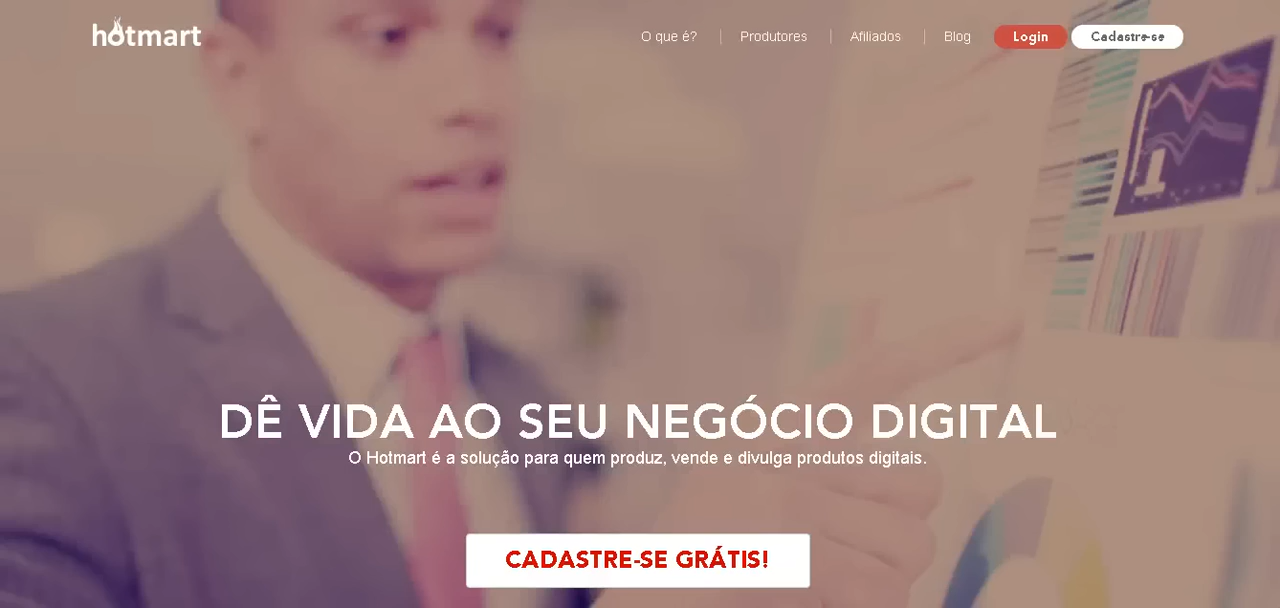 hotmart
O que é?
Produtores
Afiliados
Blog
Login
Cadastre-se
1
DÊ VIDA AO SEU NEGÓCIO DIGITAL
O Hotmart é a solução para quem produz, vende e divulga produtos digitais.
CADASTRE-SE GRÁTIS!